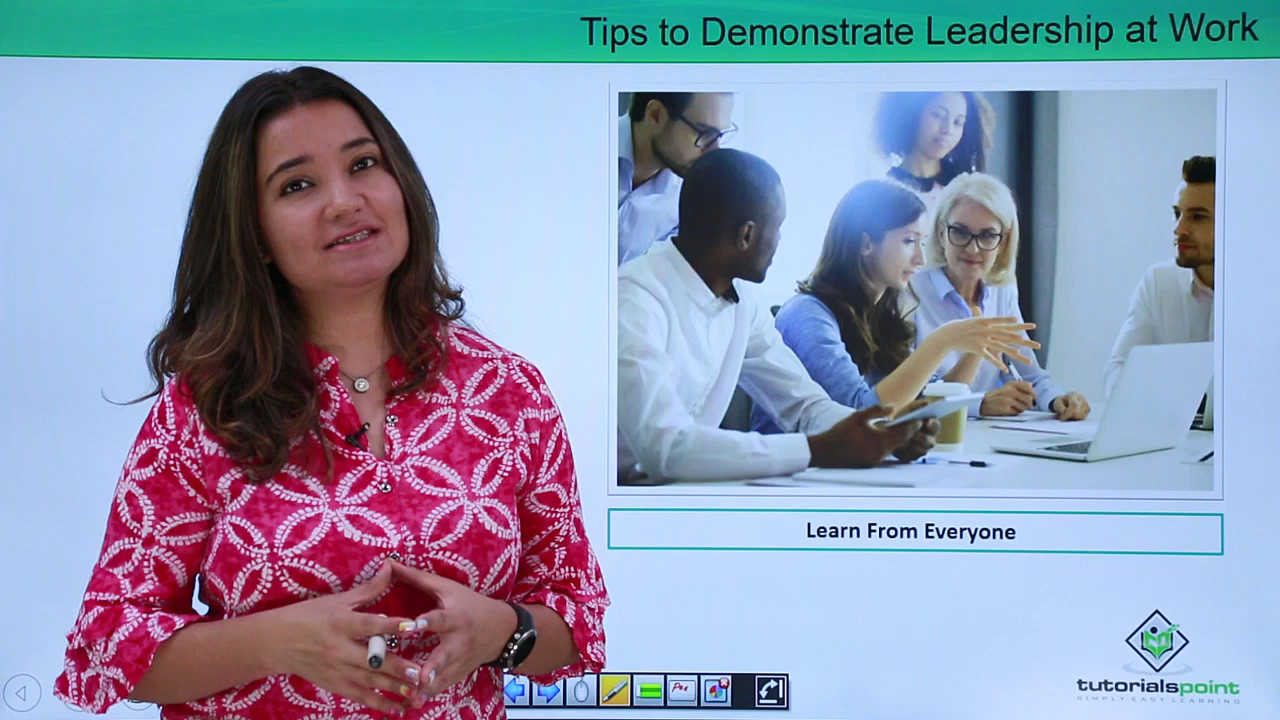 Tips to Demonstrate Leadership at Work
Learn From Everyone
tutorialspoint
SIMPLY EASY LEARNING